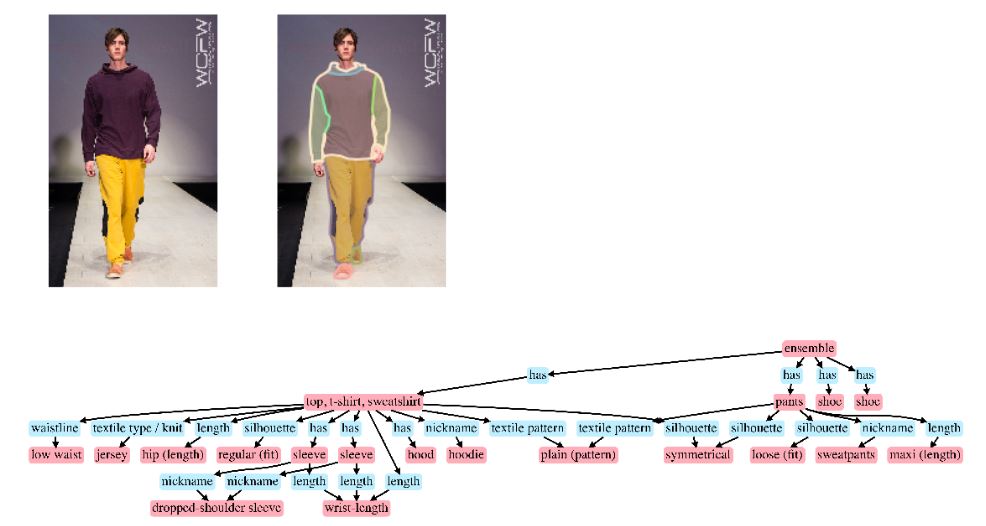 WCFW
WCFW
ensemble
has
has
has
has
top, t-shirt, sweatshirt
pants
shoe
shoe
waistline
textile type / knit
length
silhouette
has
has
has
nickname
textile pattern
textile pattern
silhouette
silhouette
silhouette
nickname
length
low waist
jersey
hip (length)
regular (fit)
sleeve
sleeve
hood
hoodie
plain (pattern)
symmetrical
loose (fit)
sweatpants
maxi (length)
nickname
nickname
length
length
length
dropped-shoulder sleeve
wrist-length